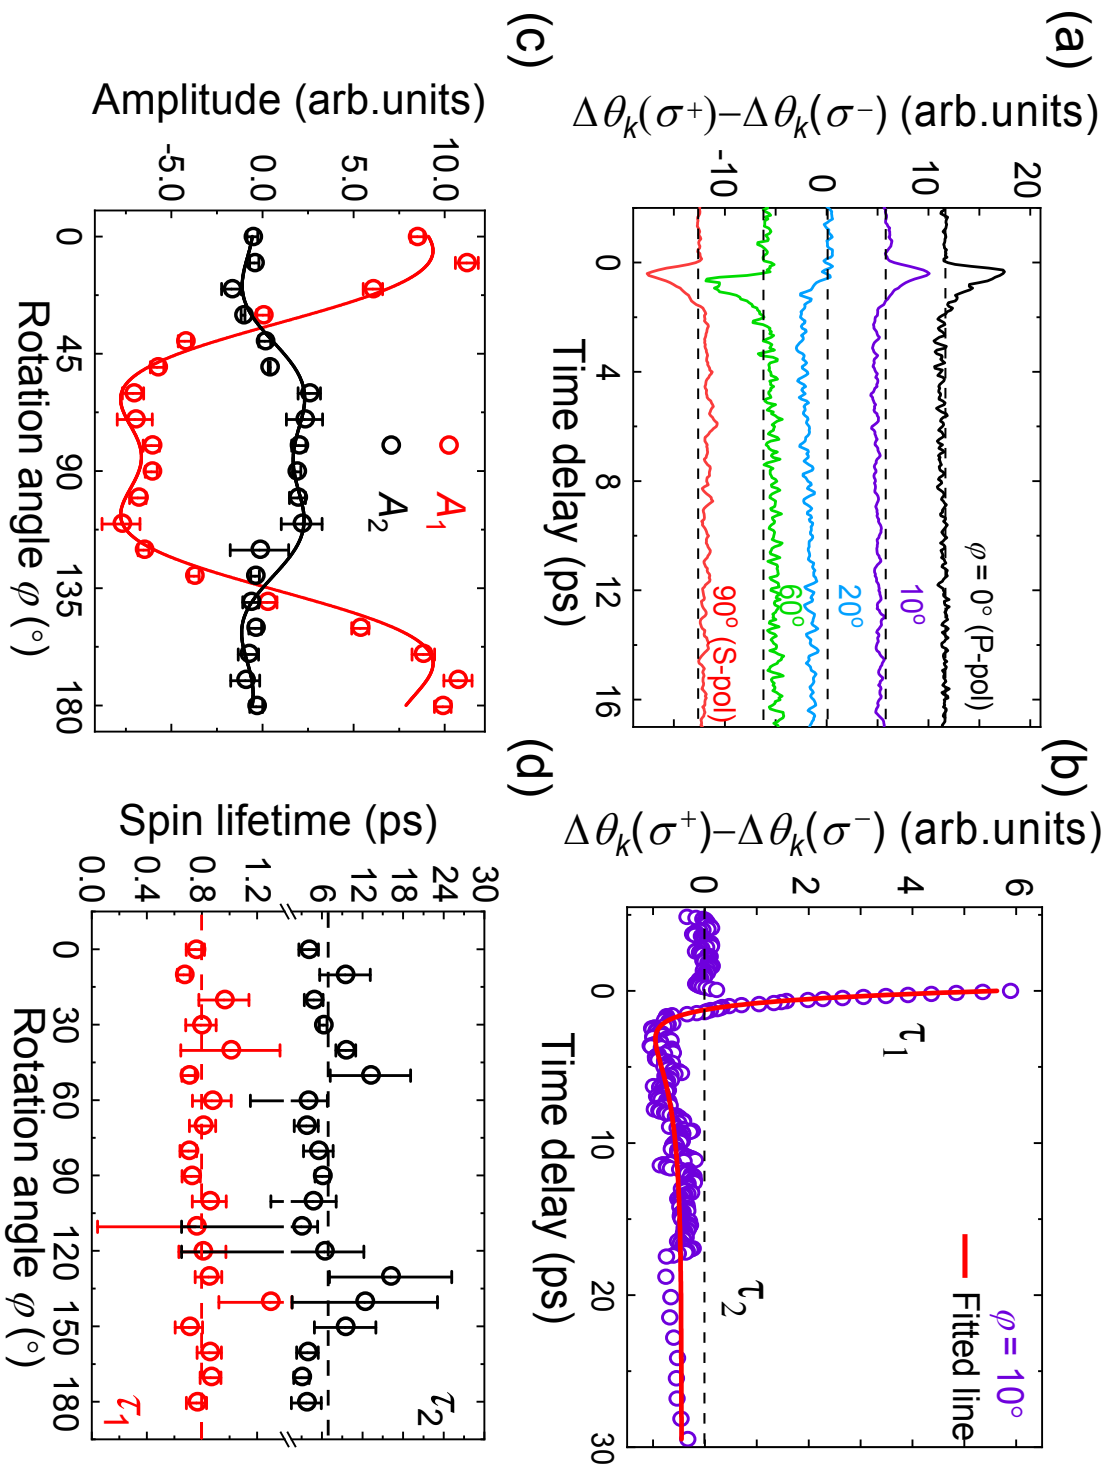 (a)
Δθk(σ+)−Δθk(σ−) (arb.units)
20
10
0
-10
0
4
8
12
16
Time delay (ps)
φ = 0° (P-pol)
10°
20°
60°
90° (S-pol)
(b)
Δθk(σ+)−Δθk(σ−) (arb.units)
6
4
2
0
0
10
20
30
Time delay (ps)
φ = 10°
Fitted line
τ1
τ2
(c)
Amplitude (arb.units)
10.0
5.0
0.0
-5.0
0
45
90
135
180
Rotation angle φ (°)
A1
A2
(d)
Spin lifetime (ps)
30
24
18
12
6
1.2
0.8
0.4
0.0
0
30
60
90
120
150
180
Rotation angle φ (°)
τ2
τ1